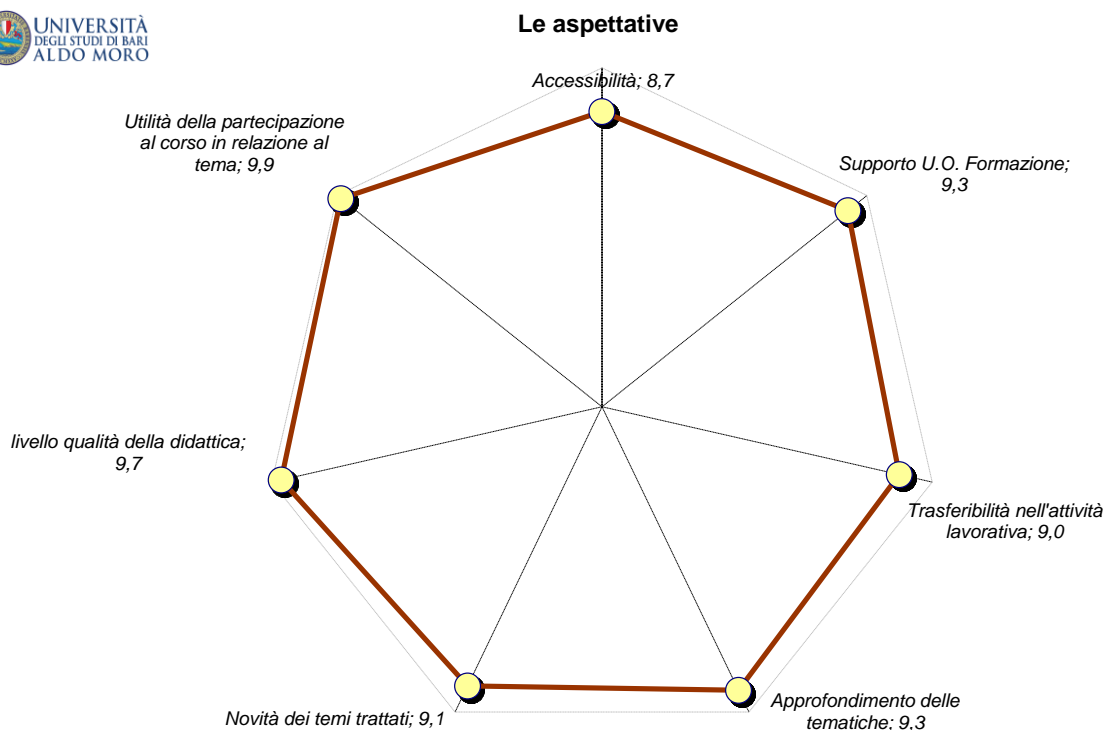 UNIVERSITÀ
DEGLI STUDI DI BARI
ALDO MORO
Le aspettative
Accessibilità; 8,7
Utilità della partecipazione
al corso in relazione al
tema; 9,9
Supporto U.O. Formazione;
9,3
livello qualità della didattica;
9,7
Trasferibilità nell'attività
lavorativa; 9,0
Novità dei temi trattati; 9,1
Approfondimento delle
tematiche; 9,3